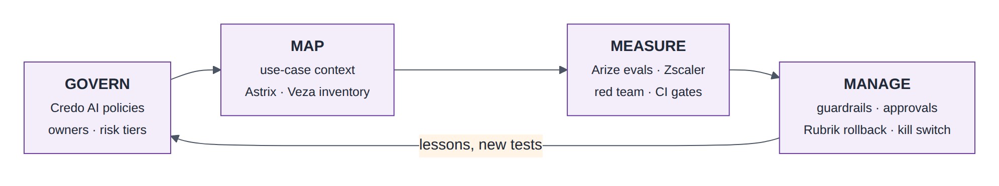 GOVERN
Credo AI policies
owners · risk tiers
MAP
use-case context
Astrix · Veza inventory
MEASURE
Arize evals · Zscaler
red team · CI gates
MANAGE
guardrails · approvals
Rubrik rollback · kill switch
lessons, new tests